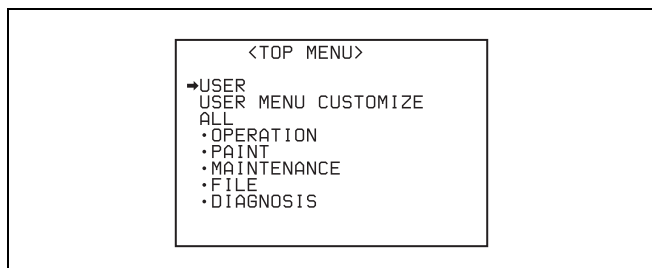 <TOP MENU>
➡USER
USER MENU CUSTOMIZE
ALL
·OPERATION
·PAINT
·MAINTENANCE
·FILE
·DIAGNOSIS